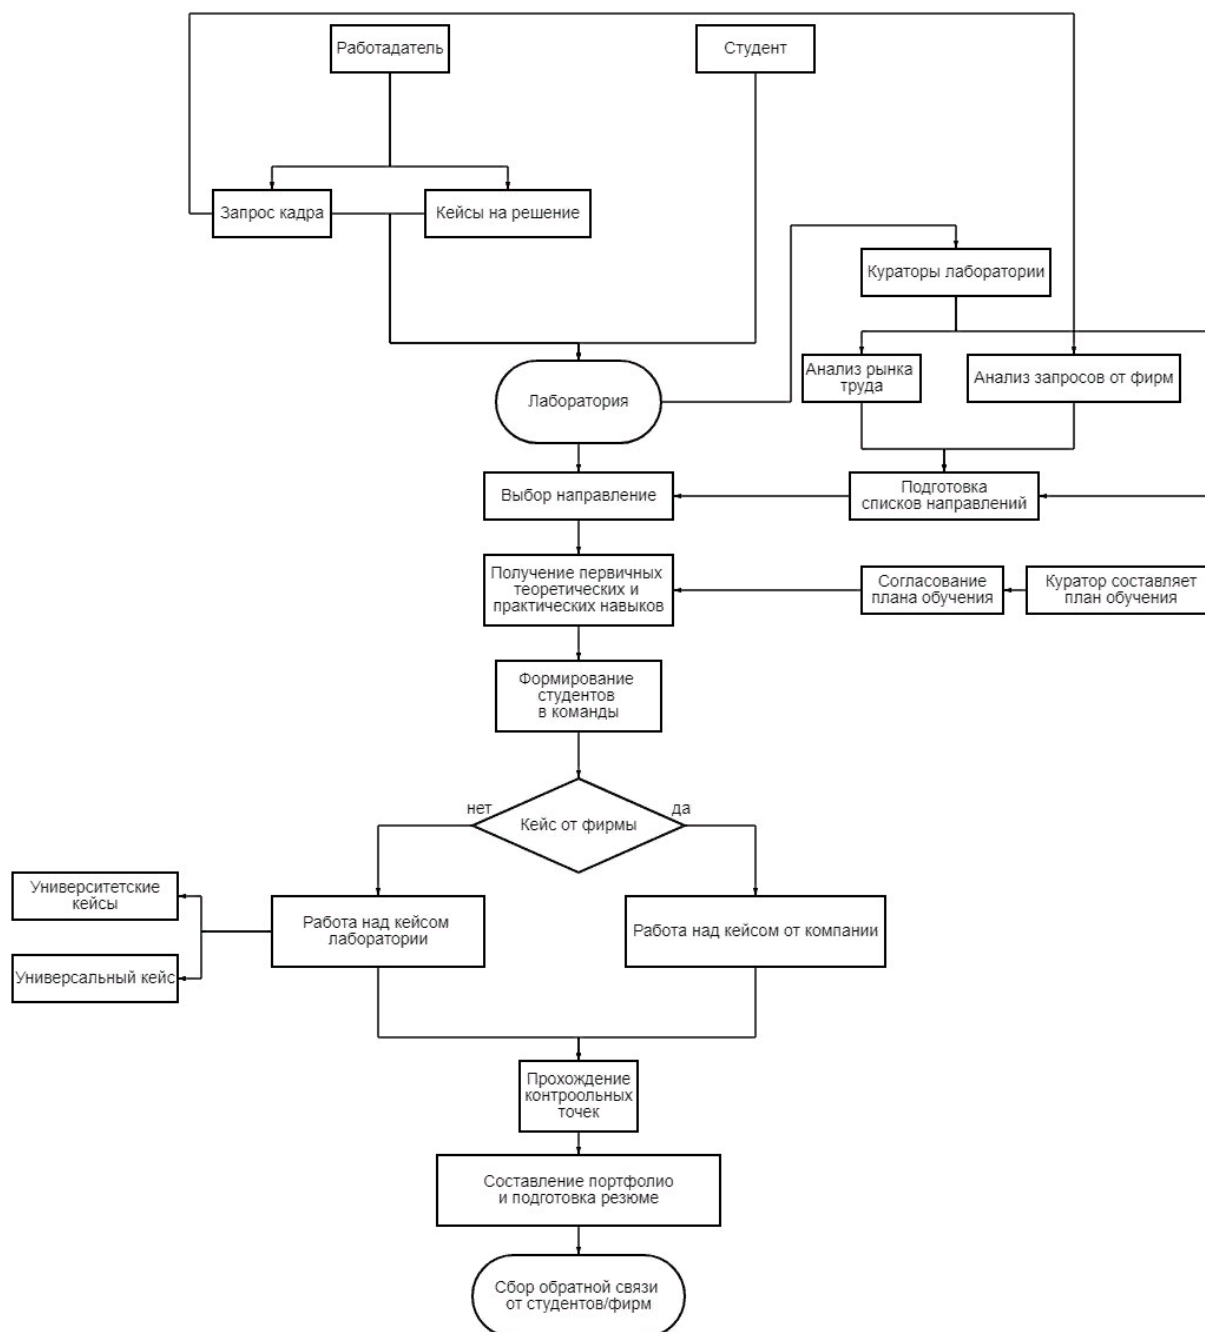 Работадатель
Студент
Запрос кадра
Кейсы на решение
Кураторы лаборатории
Анализ рынка
труда
Анализ запросов от фирм
Лаборатория
Выбор направление
Подготовка
списков направлений
Получение первичных
теоретических и
практических навыков
Согласование
плана обучения
Куратор составляет
план обучения
Формирование
студентов
в команды
нет
да
Кейс от фирмы
Университетские
кейсы
Работа над кейсом
лаборатории
Работа над кейсом от компании
Универсальный кейс
Прохождение
контроольных
точек
Составление портфолио
и подготовка резюме
Сбор обратной связи
от студентов/фирм